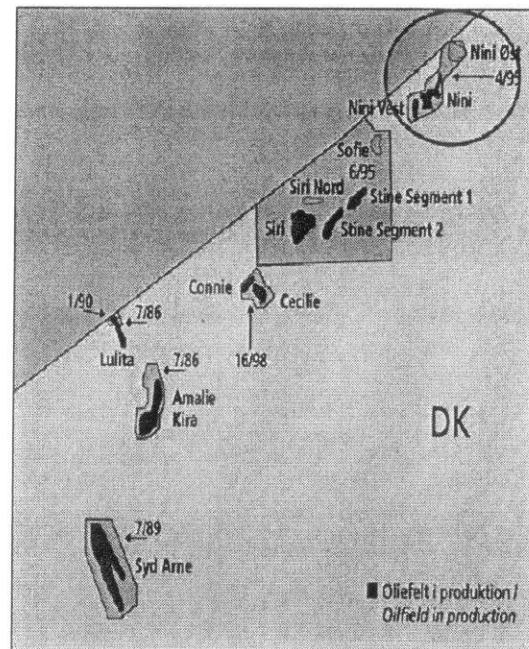 Nini Øst
4/95
Nini Vest
Nini
Sofie
6/95
Siri Nord
Stine Segment 1
Siri
Stine Segment 2
Connie
Cecilie
1/90
7/86
16/98
Lulita
7/86
Amalie
Kira
DK
7/89
Syd Arne
Oliefelt i produktion /
Oilfield in production